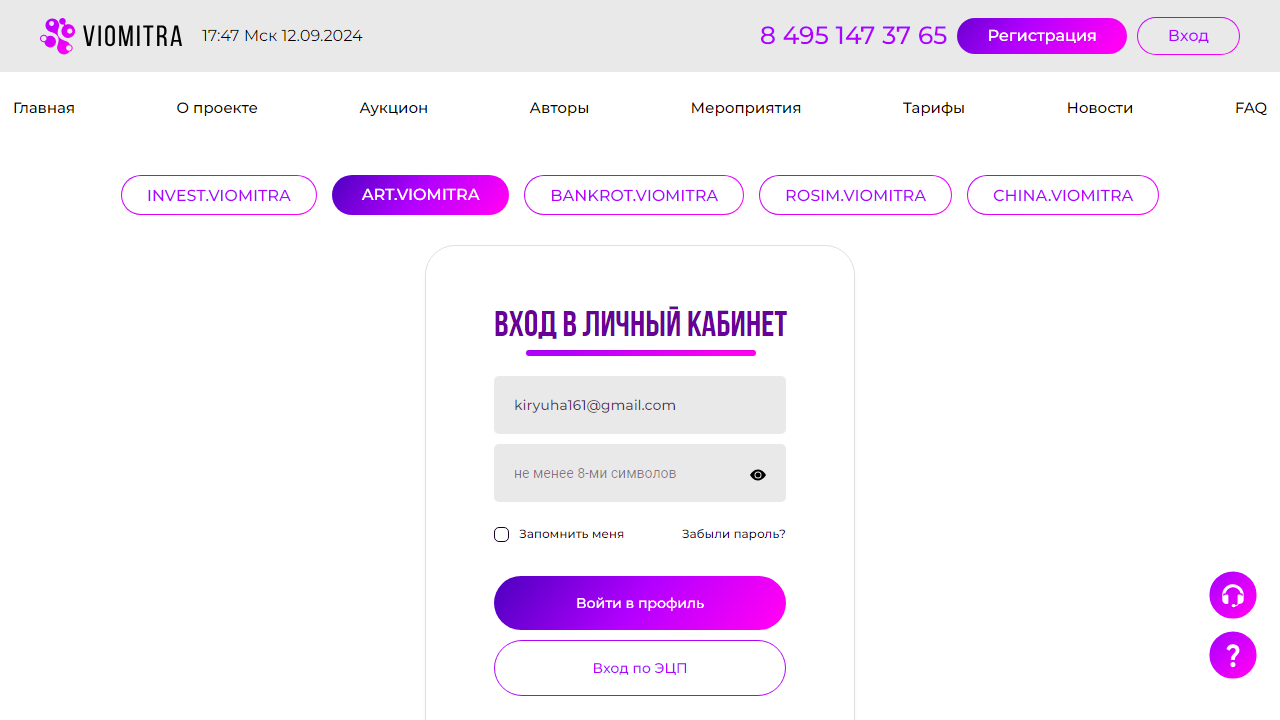 VIOMITRA 17:47 Мск 12.09.2024 8 495 147 37 65 Регистрация Вход
Главная О проекте Аукцион Авторы Мероприятия Тарифы Новости FAQ
INVEST.VIOMITRA ART.VIOMITRA BANKROT.VIOMITRA ROSIM.VIOMITRA CHINA.VIOMITRA
ВХОД В ЛИЧНЫЙ КАБИНЕТ
kiryuha161@gmail.com
не менее 8-ми символов
Запомнить меня Забыли пароль?
Войти в профиль
Вход по ЭЦП
?